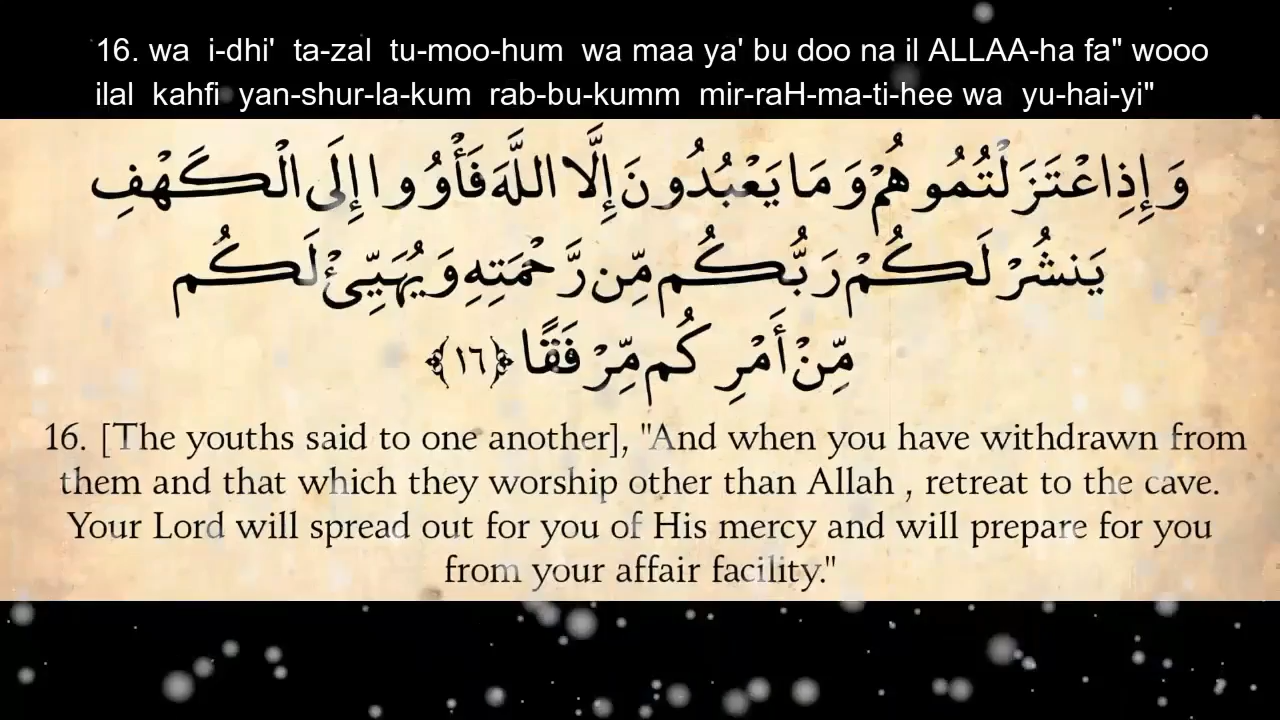 16. wa i-dhi' ta-zal tu-moo-hum wa maa ya' bu doo na il ALLAA-ha fa" wooo
ilal kahfi yan-shur-la-kum rab-bu-kumm mir-raH-ma-ti-hee wa yu-hai-yi"
وَإِذِ اعْتَزَلْتُمُوهُمْ وَمَا يَعْبُدُونَ إِلَّا اللَّهَ فَأْوُوا إِلَى الْكَهْفِ
يَنشُرْ لَكُمْ رَبُّكُم مِّن رَّحْمَتِهِ وَيُهَيِّئْ لَكُم
مِّنْ أَمْرِكُم مِّرْفَقًا ﴿١٦﴾
16. [The youths said to one another], "And when you have withdrawn from
them and that which they worship other than Allah , retreat to the cave.
Your Lord will spread out for you of His mercy and will prepare for you
from your affair facility."